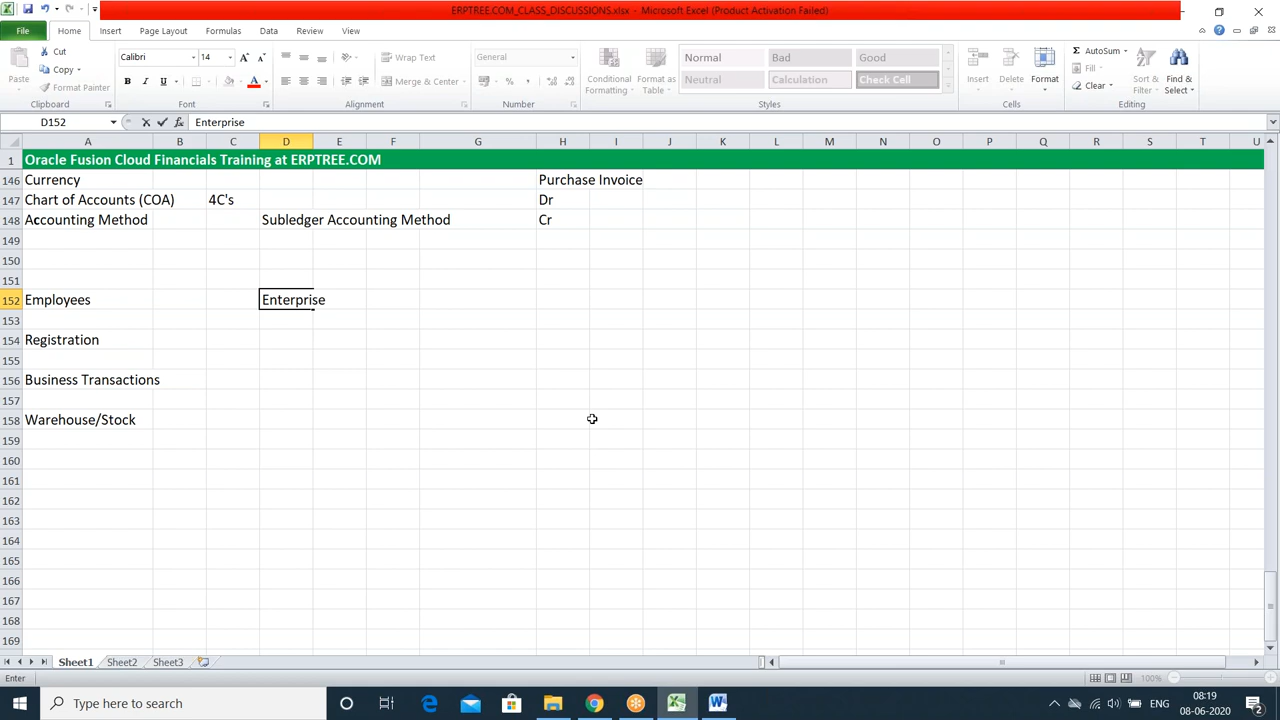 ERPTREE.COM_CLASS_DISCUSSIONS.xlsx - Microsoft Excel (Product Activation Failed)
File Home Insert Page Layout Formulas Data Review View
Paste Cut Copy Format Painter Clipboard
Calibri 14 Font
Wrap Text Merge & Center Alignment
General Number
Conditional Formatting Format as Table
Normal Bad Good
Neutral Calculation Check Cell
Styles
Insert Delete Format Cells
AutoSum Fill Clear Sort & Filter Find & Select Editing
D152 Enterprise
A B C D E F G H I J K L M N O P Q R S T U
1 Oracle Fusion Cloud Financials Training at ERPTREE.COM
146 Currency Purchase Invoice
147 Chart of Accounts (COA) 4C's Dr
148 Accounting Method Subledger Accounting Method Cr
149
150
151
152 Employees Enterprise
153
154 Registration
155
156 Business Transactions
157
158 Warehouse/Stock
159
160
161
162
163
164
165
166
167
168
169
Sheet1 Sheet2 Sheet3
Enter 100%
Type here to search
ENG
08:19
08-06-2020
2